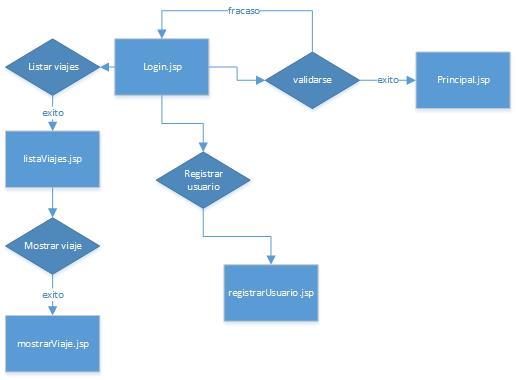 fracaso
Listar viajes
Login.jsp
validarse
exito
Principal.jsp
exito
listaViajes.jsp
Registrar
usuario
Mostrar viaje
exito
registrarUsuario.jsp
mostrarViaje.jsp